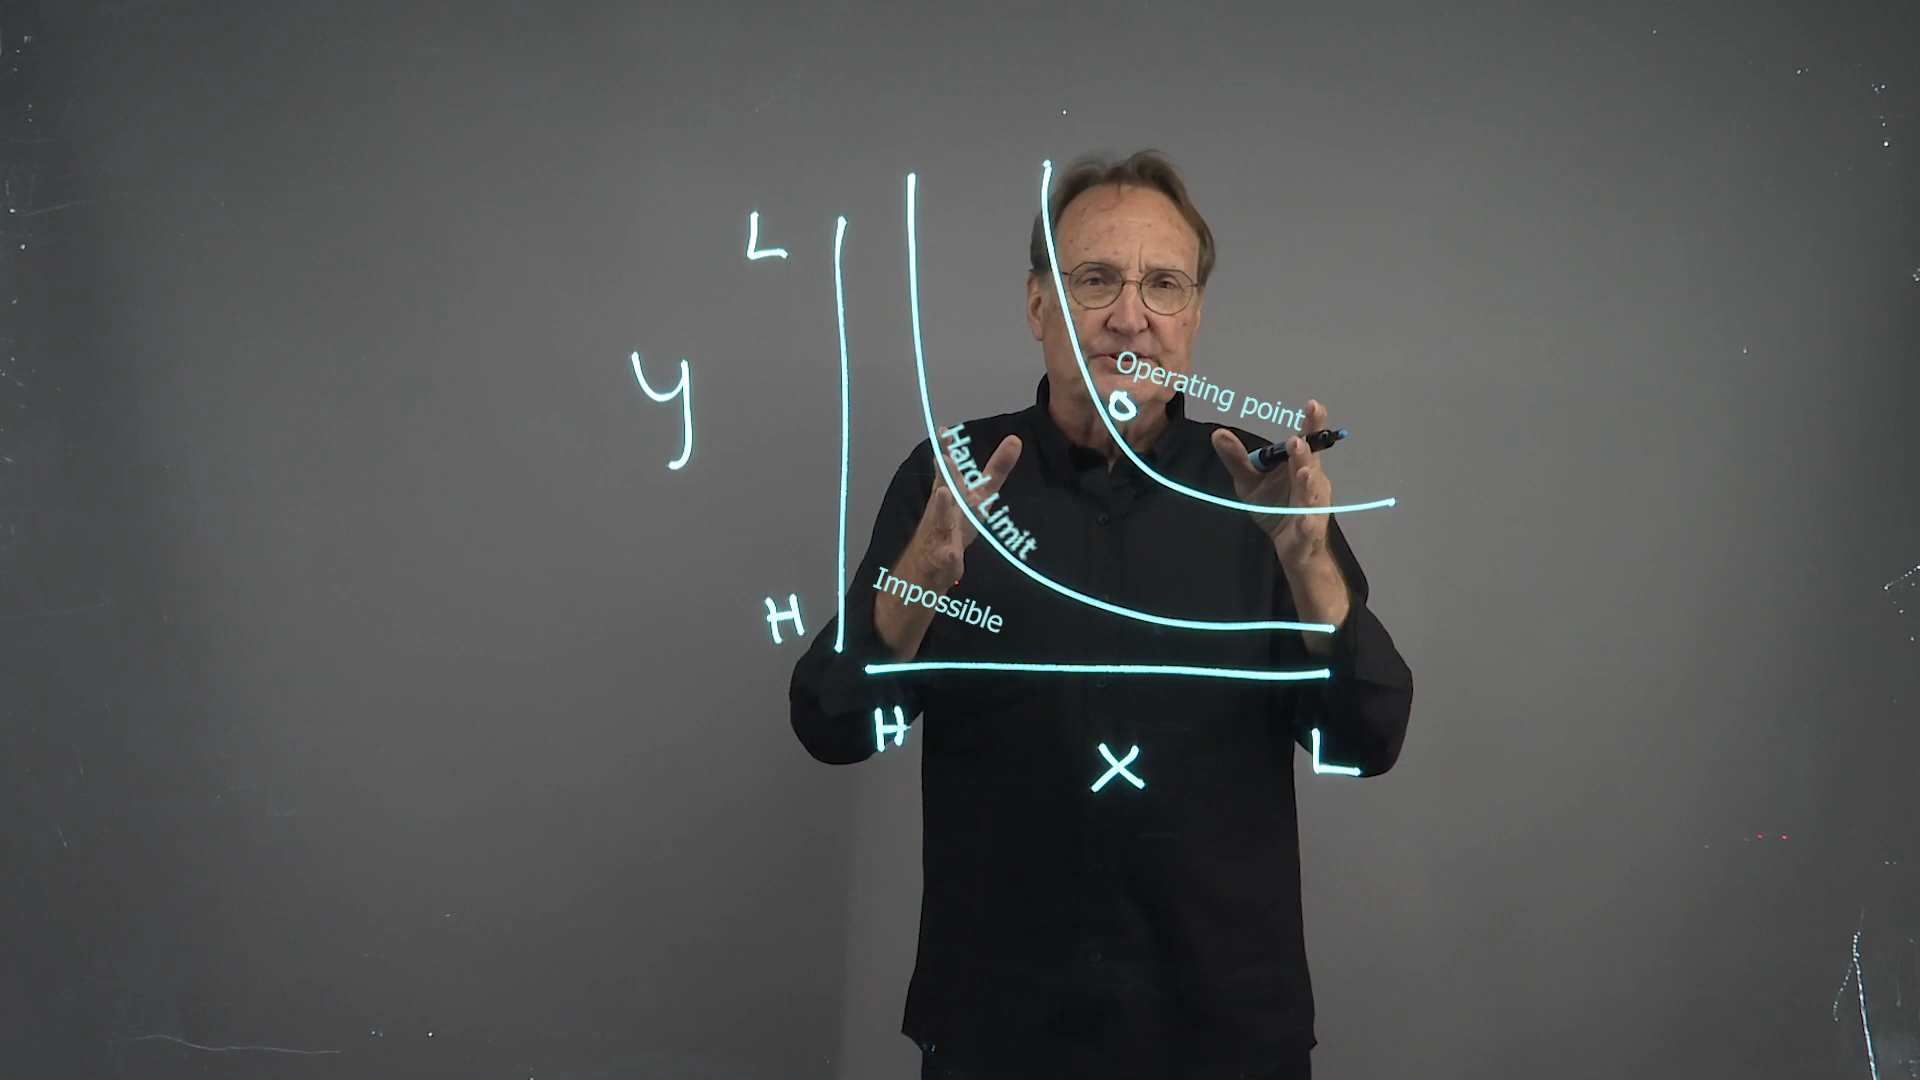 L
y
Operating point
Hard Limit
Impossible
H
H
X
L